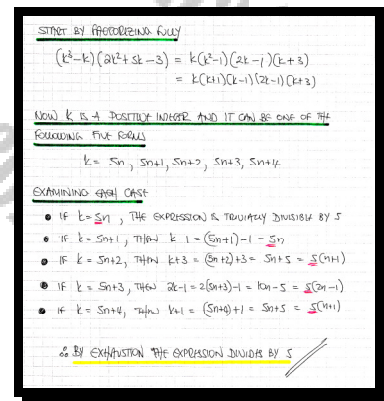 START BY FACTORIZING FULLY
(k³-k)(2k²+5k-3) = k(k²-1)(2k-1)(k+3)
= k(k+1)(k-1)(2k-1)(k+3)
NOW k IS A POSITIVE INTEGER AND IT CAN BE ONE OF THE
FOLLOWING FIVE FORMS
k = 5n, 5n+1, 5n+2, 5n+3, 5n+4
EXAMINING EACH CASE
• IF k = 5n, THE EXPRESSION IS TRIVIALLY DIVISIBLE BY 5
• IF k = 5n+1, THEN k-1 = (5n+1)-1 = 5n
• IF k = 5n+2, THEN k+3 = (5n+2)+3 = 5n+5 = 5(n+1)
• IF k = 5n+3, THEN 2k-1 = 2(5n+3)-1 = 10n-5 = 5(2n-1)
• IF k = 5n+4, THEN k+1 = (5n+4)+1 = 5n+5 = 5(n+1)
∴ BY EXHAUSTION THE EXPRESSION DIVIDES BY 5